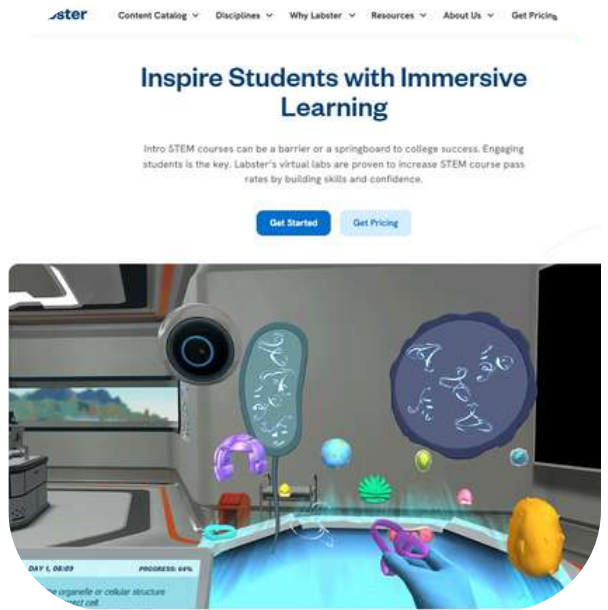 ster
Content Catalog Disciplines Why Labster Resources About Us Get Pricing
Inspire Students with Immersive
Learning
Intro STEM courses can be a barrier or a springboard to college success. Engaging
students is the key. Labster's virtual labs are proven to increase STEM course pass
rates by building skills and confidence.
Get Started Get Pricing
DAY 1, 08:09 PROGRESS: 64%
organelle or cellular structure
cell.